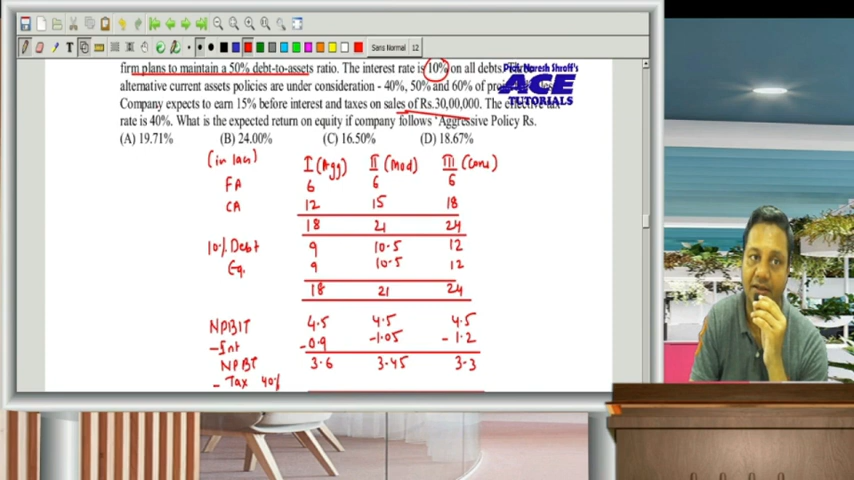 Sans Normal 12
firm plans to maintain a 50% debt-to-assets ratio. The interest rate is 10% on all debts.
Prof. Naresh Shroff's
ACE
TUTORIALS
alternative current assets policies are under consideration - 40%, 50% and 60% of
Company expects to earn 15% before interest and taxes on sales of Rs.30,00,000. The effective tax
rate is 40%. What is the expected return on equity if company follows 'Aggressive Policy Rs.
(A) 19.71% (B) 24.00% (C) 16.50% (D) 18.67%
(in lacs) I (Agg) II (Mod) III (Cons)
FA 6 6 6
CA 12 15 18
18 21 24
10% Debt 9 10.5 12
Eq. 9 10.5 12
18 21 24
NPBIT 4.5 4.5 4.5
- Int - 0.9 - 1.05 - 1.2
NPBT 3.6 3.45 3.3
- Tax 40%